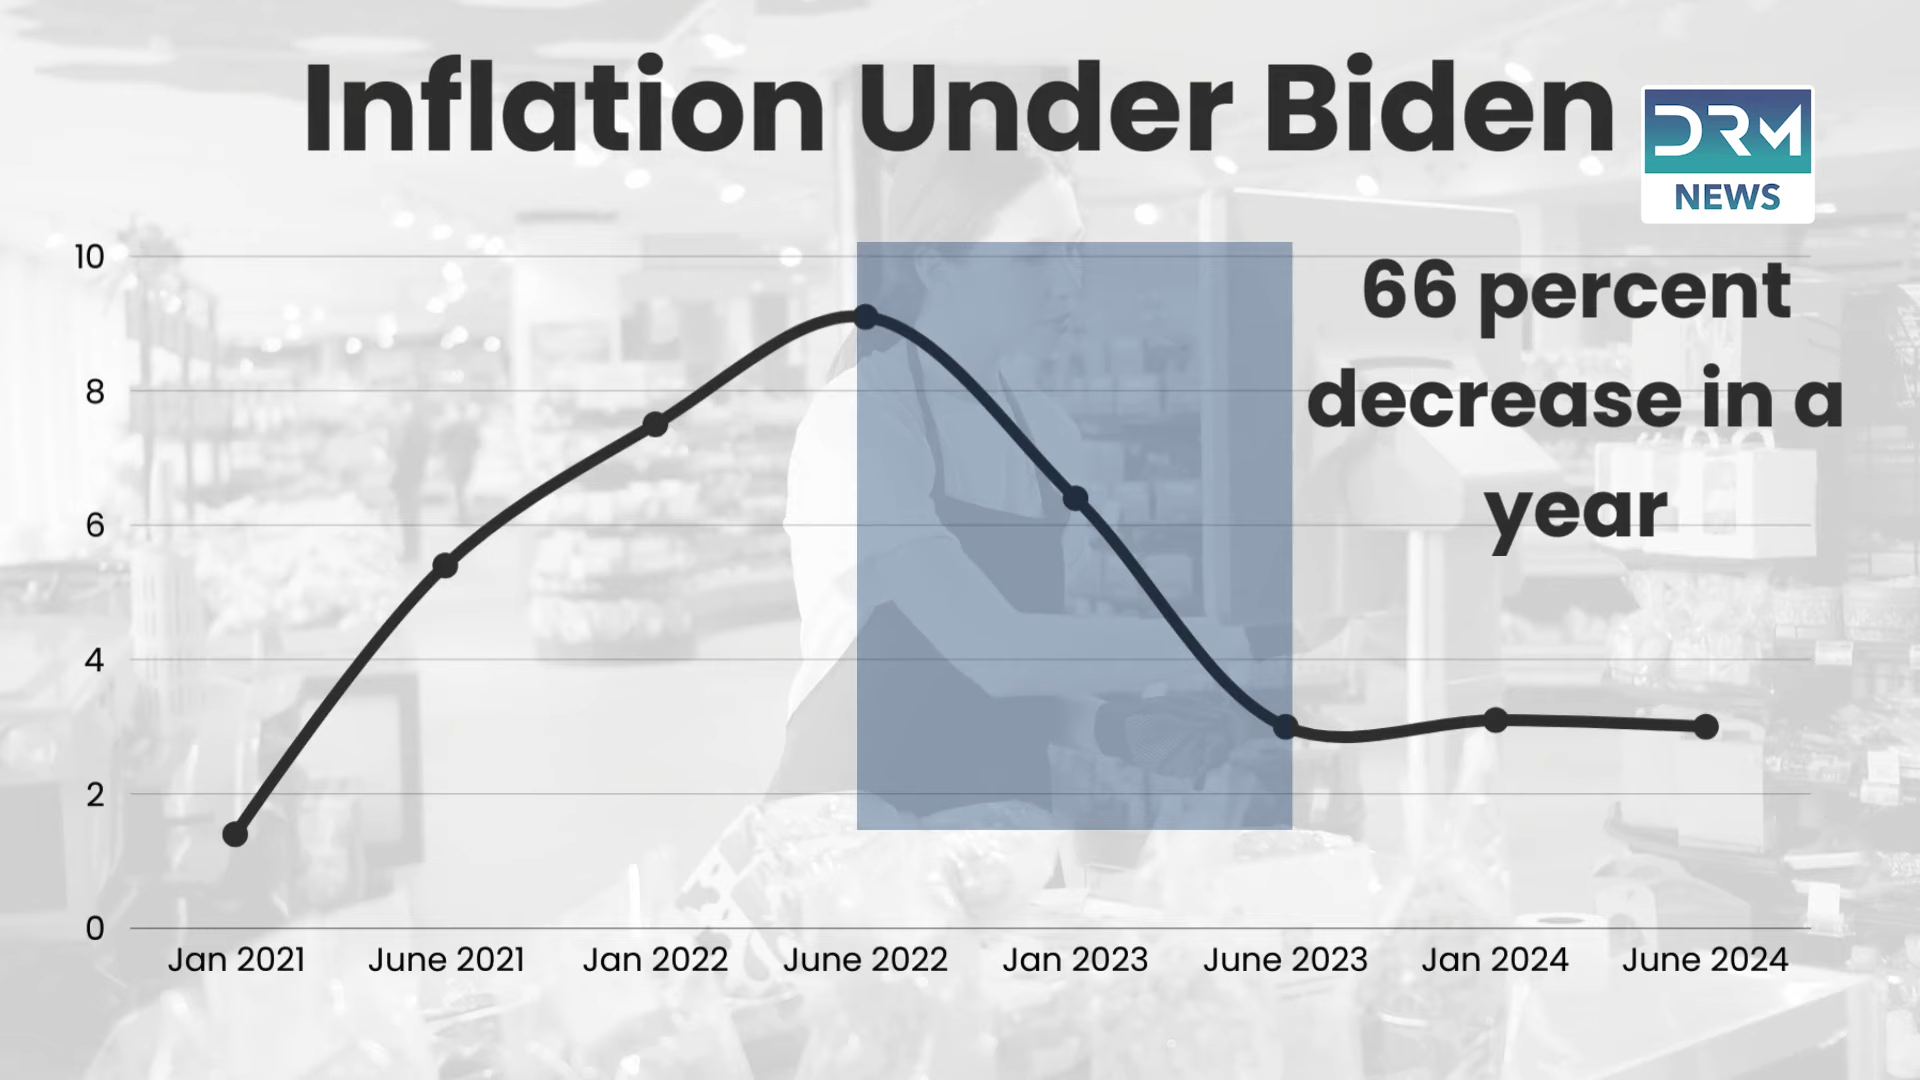 Inflation Under Biden
DRM
NEWS
66 percent
decrease in a
year
10
8
6
4
2
0
Jan 2021
June 2021
Jan 2022
June 2022
Jan 2023
June 2023
Jan 2024
June 2024